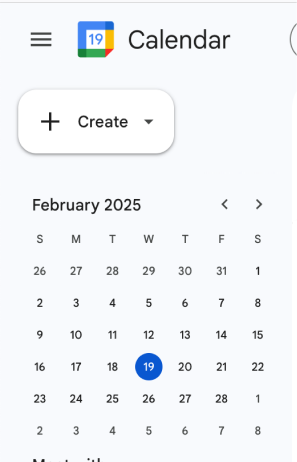 19 Calendar
+ Create
February 2025
S M T W T F S
26 27 28 29 30 31 1
2 3 4 5 6 7 8
9 10 11 12 13 14 15
16 17 18 19 20 21 22
23 24 25 26 27 28 1
2 3 4 5 6 7 8